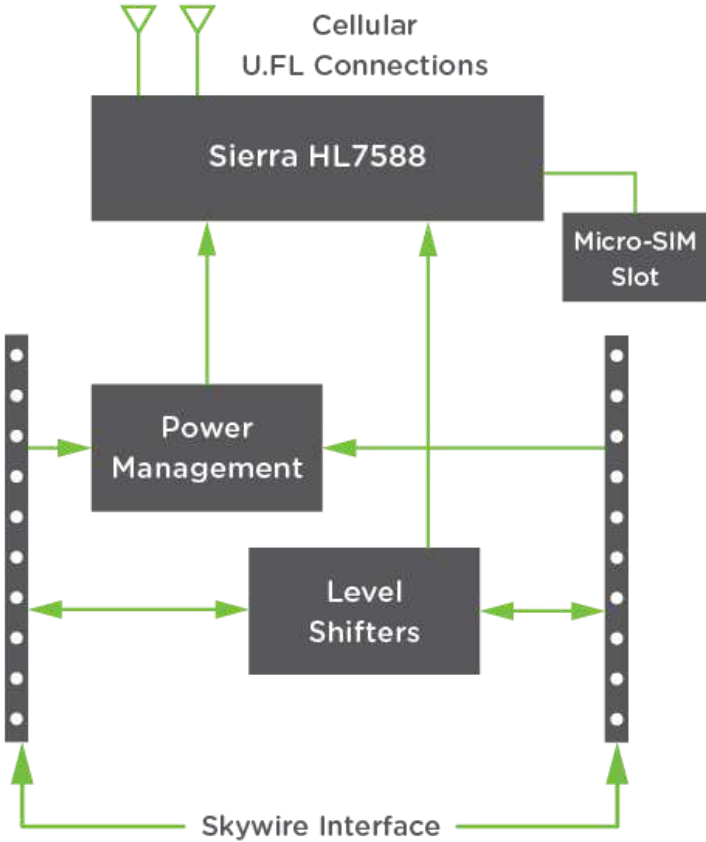 Cellular
U.FL Connections
Sierra HL7588
Micro-SIM
Slot
Power
Management
Level
Shifters
Skywire Interface